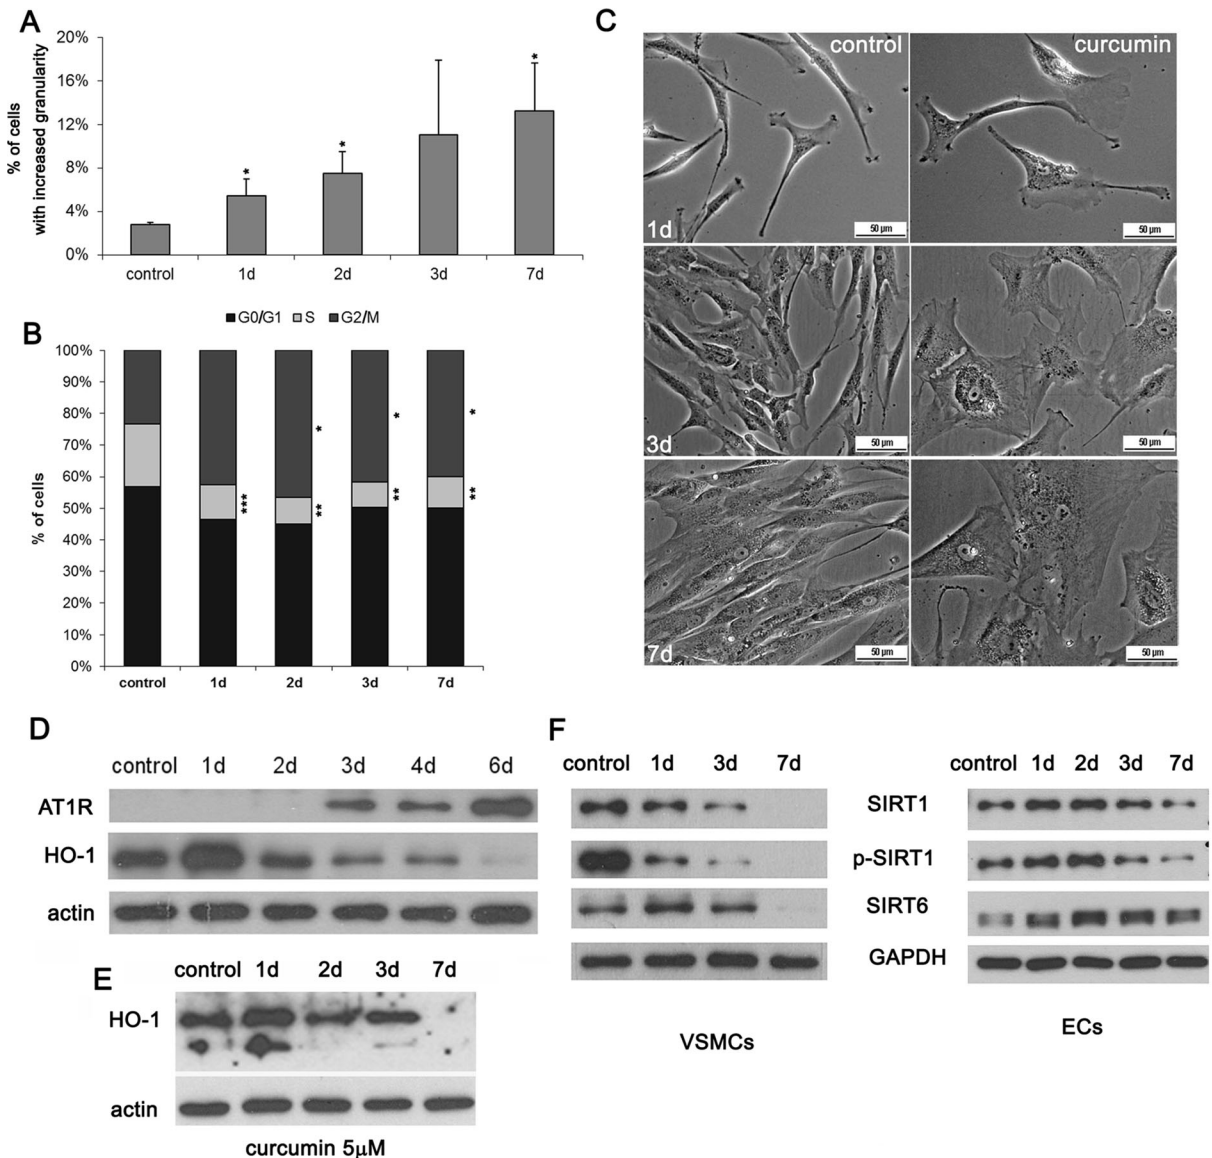 A
% of cells
with increased granularity
20%
16%
12%
8%
4%
0%
*
*
*
control 1d 2d 3d 7d
B
G0/G1 S G2/M
% of cells
100%
90%
80%
70%
60%
50%
40%
30%
20%
10%
0%
*
*
*
***
**
**
**
control 1d 2d 3d 7d
C
control curcumin
1d 50 µm 50 µm
3d 50 µm 50 µm
7d 50 µm 50 µm
D
control 1d 2d 3d 4d 6d
AT1R
HO-1
actin
E
control 1d 2d 3d 7d
HO-1
actin
curcumin 5µM
F
control 1d 3d 7d
control 1d 2d 3d 7d
SIRT1
p-SIRT1
SIRT6
GAPDH
VSMCs
ECs